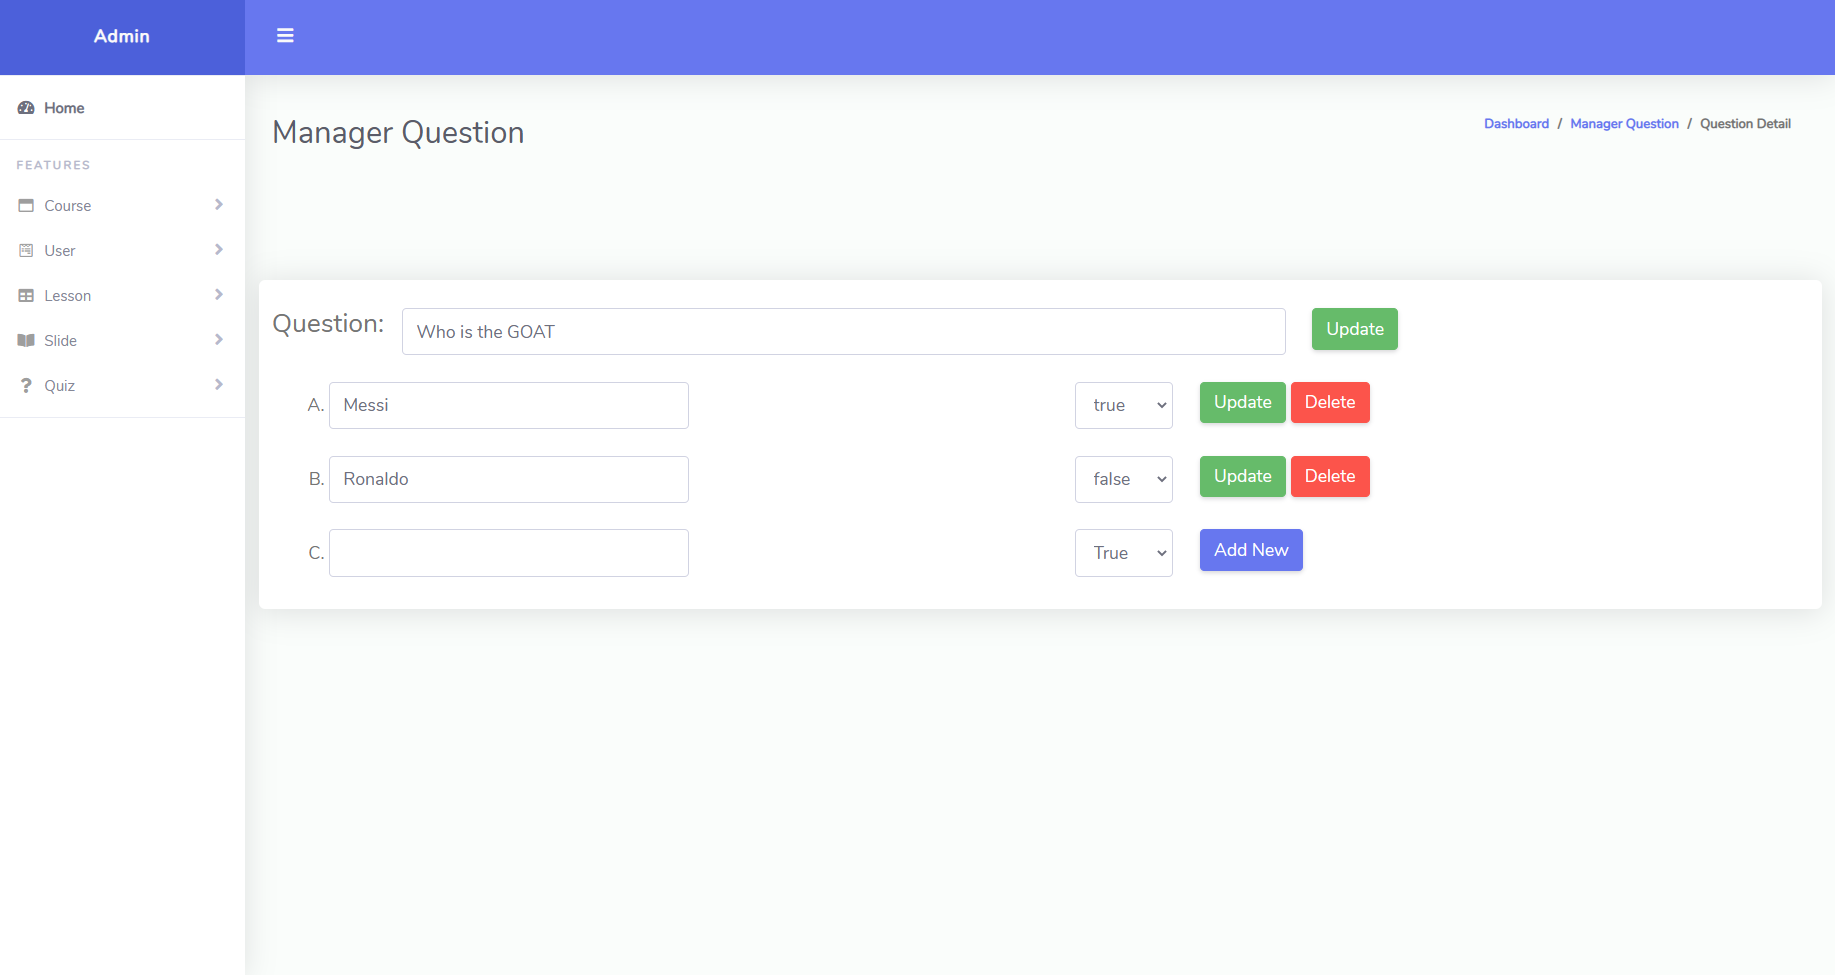 Admin
Home
FEATURES
Course
User
Lesson
Slide
Quiz
Manager Question
Dashboard / Manager Question / Question Detail
Question: Who is the GOAT Update
A. Messi true Update Delete
B. Ronaldo false Update Delete
C. True Add New